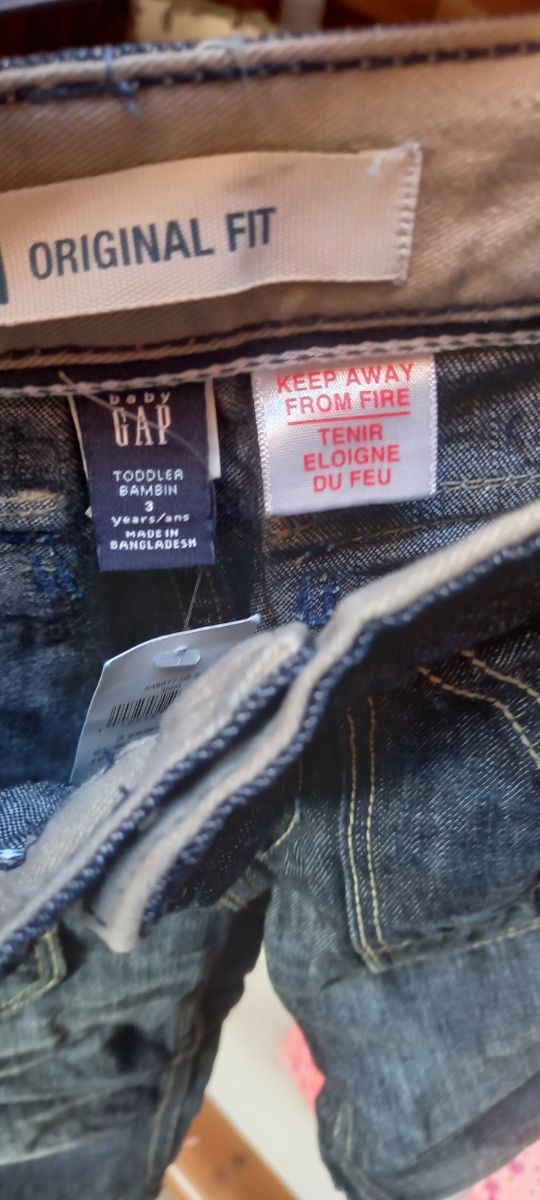 ORIGINAL FIT
baby
GAP
TODDLER
BAMBIN
3
years/ans
MADE IN
BANGLADESH
KEEP AWAY
FROM FIRE
TENIR
ELOIGNE
DU FEU